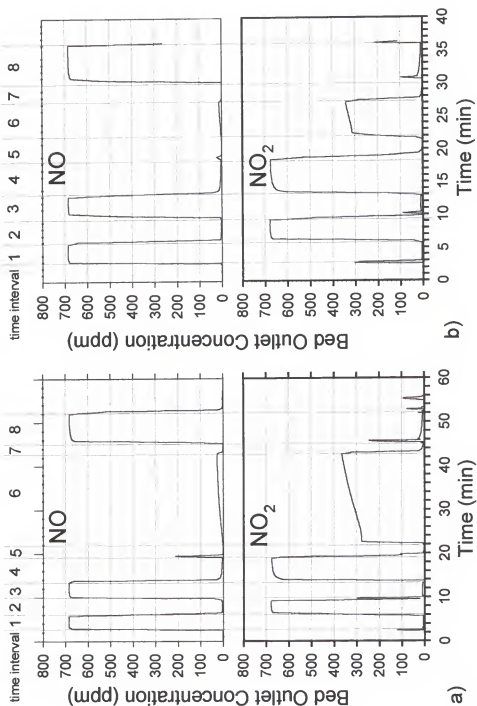 time interval 1 2 3 4 5 6 8
800
700
600
500
400
300
200
100
0
NO
Bed Outlet Concentration (ppm)
800
700
600
500
400
300
200
100
0
NO2
0 10 20 30 40 50 60
Time (min)
a)
time interval 1 2 3 4 5 6 7 8
800
700
600
500
400
300
200
100
0
NO
Bed Outlet Concentration (ppm)
800
700
600
500
400
300
200
100
0
NO2
0 5 10 15 20 25 30 35 40
Time (min)
b)